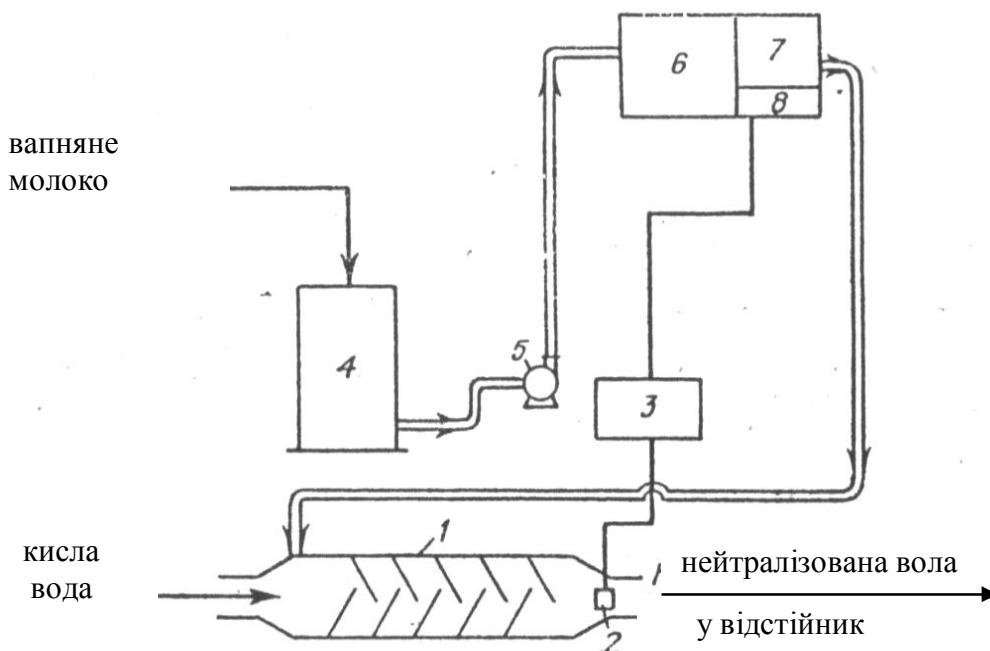 6
7
8
вапняне
молоко
5
4
3
кисла
вода
1
2
нейтралізована вола
у відстійник